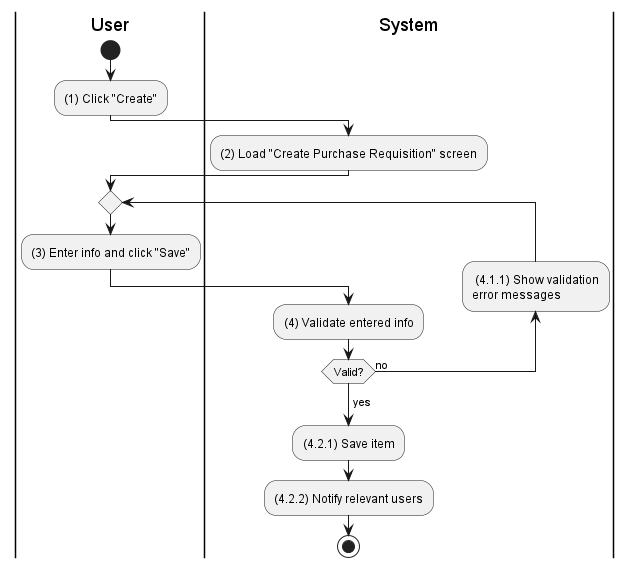 User
System
(1) Click "Create"
(2) Load "Create Purchase Requisition" screen
(3) Enter info and click "Save"
(4.1.1) Show validation
error messages
(4) Validate entered info
Valid?
no
yes
(4.2.1) Save item
(4.2.2) Notify relevant users